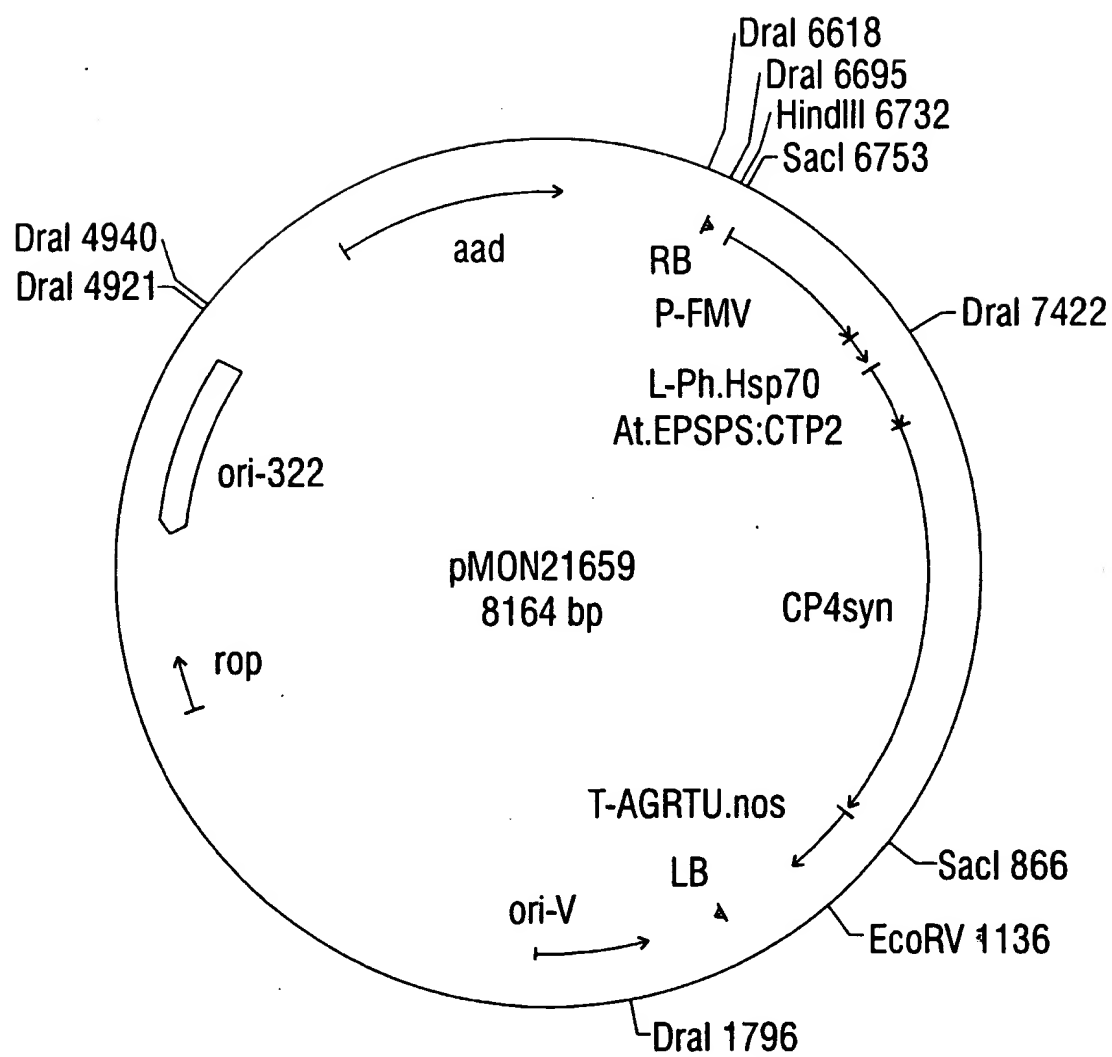 DraI 6618
DraI 6695
HindIII 6732
SacI 6753
DraI 4940
DraI 4921
aad
RB
P-FMV
DraI 7422
L-Ph.Hsp70
At.EPSPS:CTP2
ori-322
pMON21659
8164 bp
CP4syn
rop
T-AGRTU.nos
LB
SacI 866
ori-V
EcoRV 1136
DraI 1796